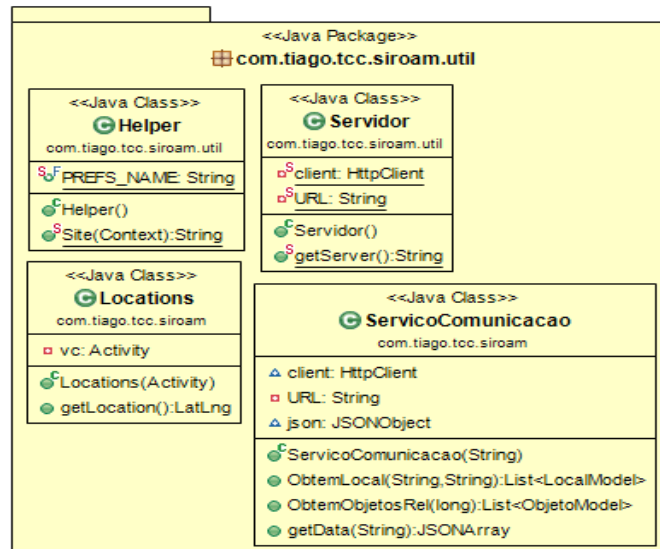 <<Java Package>>
com.tiago.tcc.siroam.util
<<Java Class>>
C Helper
com.tiago.tcc.siroam.util
S F PREFS_NAME: String
C Helper()
S Site(Context):String
<<Java Class>>
C Servidor
com.tiago.tcc.siroam.util
S client: HttpClient
S URL: String
C Servidor()
S getServer():String
<<Java Class>>
C Locations
com.tiago.tcc.siroam
vc: Activity
C Locations(Activity)
getLocation():LatLng
<<Java Class>>
C ServicoComunicacao
com.tiago.tcc.siroam
client: HttpClient
URL: String
json: JSONObject
C ServicoComunicacao(String)
ObtemLocal(String,String):List<LocalModel>
ObtemObjetosRel(long):List<ObjetoModel>
getData(String):JSONArray